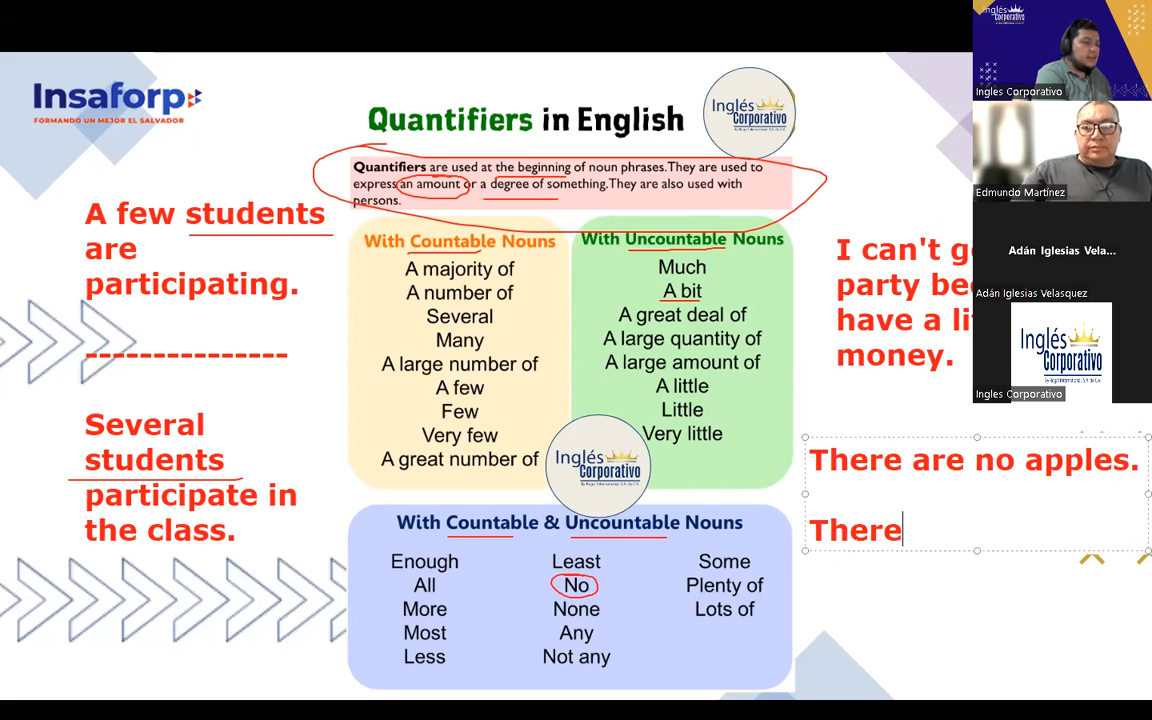 Insaforp
FORMANDO UN MEJOR EL SALVADOR
Quantifiers in English
Inglés
Corporativo
Quantifiers are used at the beginning of noun phrases. They are used to
express an amount or a degree of something. They are also used with
persons.
A few students
are
participating.
---------------
Several
students
participate in
the class.
With Countable Nouns
A majority of
A number of
Several
Many
A large number of
A few
Few
Very few
A great number of
With Uncountable Nouns
Much
A bit
A great deal of
A large quantity of
A large amount of
A little
Little
Very little
Inglés
Corporativo
With Countable & Uncountable Nouns
Enough
All
More
Most
Less
Least
No
None
Any
Not any
Some
Plenty of
Lots of
I can't
party
have a
money.
There are no apples.
There
Inglés
Corporativo
Ingles Corporativo
Edmundo Martínez
Adán Iglesias Vela...
Adán Iglesias Velasquez
Inglés
Corporativo
Ingles Corporativo